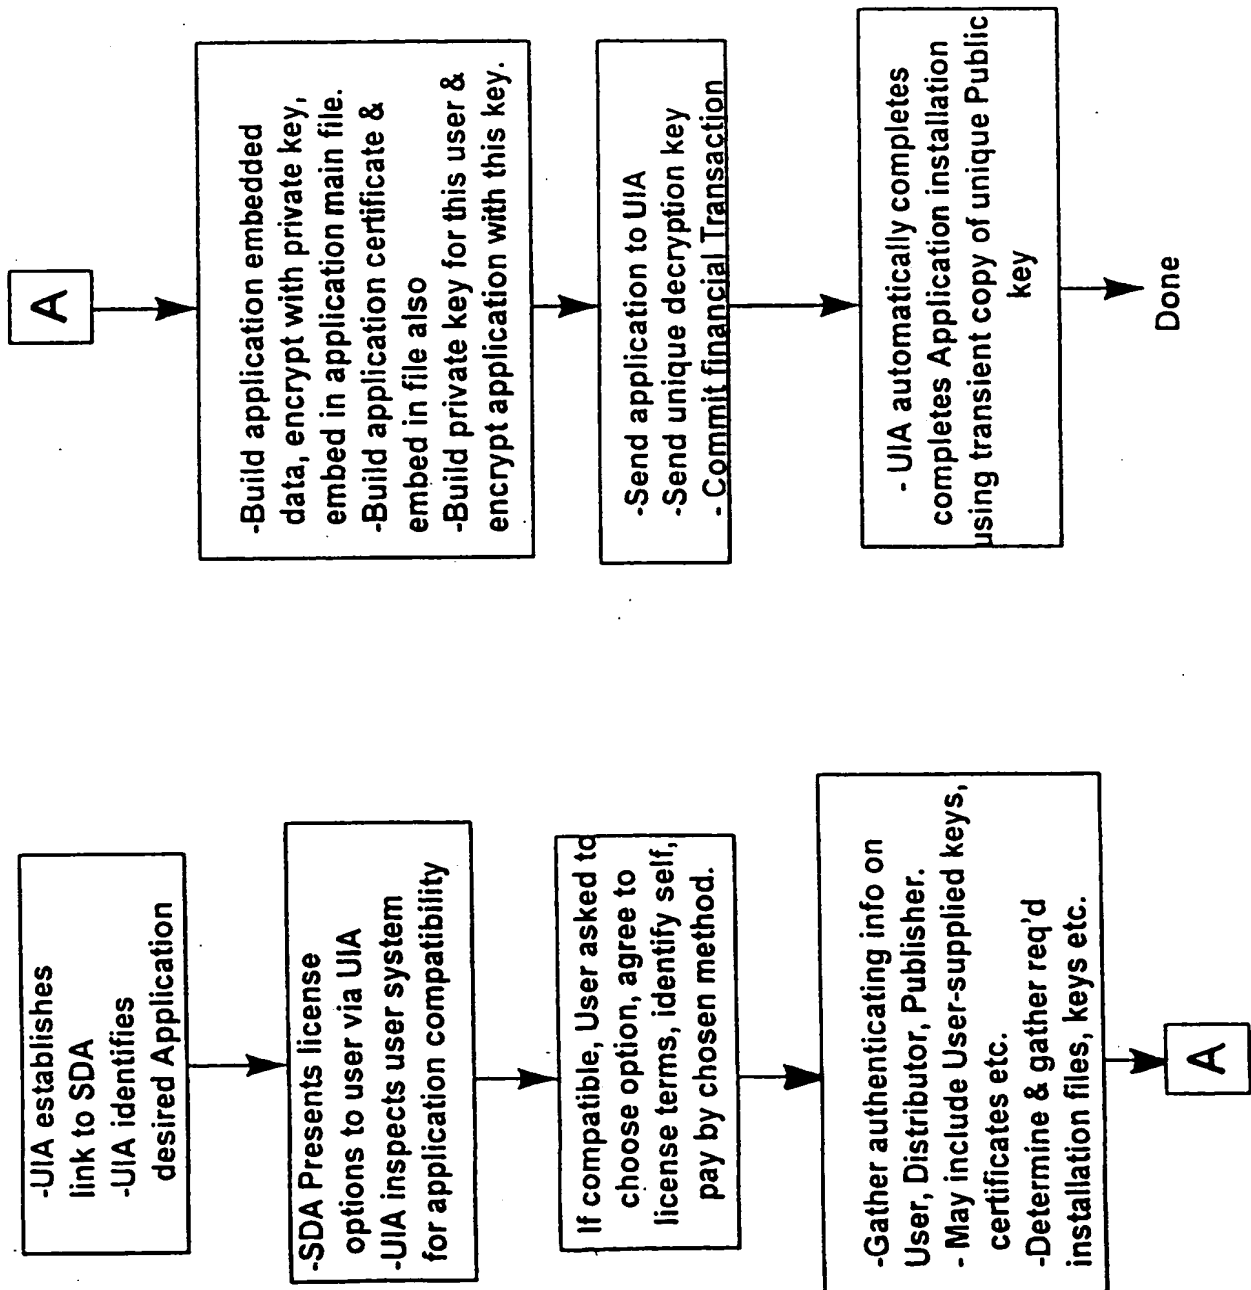 -UIA establishes
link to SDA
-UIA identifies
desired Application
-SDA Presents license
options to user via UIA
-UIA inspects user system
for application compatibility
If compatible, User asked to
choose option, agree to
license terms, identify self,
pay by chosen method.
-Gather authenticating info on
User, Distributor, Publisher.
- May include User-supplied keys,
certificates etc.
-Determine & gather req'd
installation files, keys etc.
A
A
-Build application embedded
data, encrypt with private key,
embed in application main file.
-Build application certificate &
embed in file also
-Build private key for this user &
encrypt application with this key.
-Send application to UIA
-Send unique decryption key
- Commit financial Transaction
- UIA automatically completes
completes Application installation
using transient copy of unique Public
key
Done